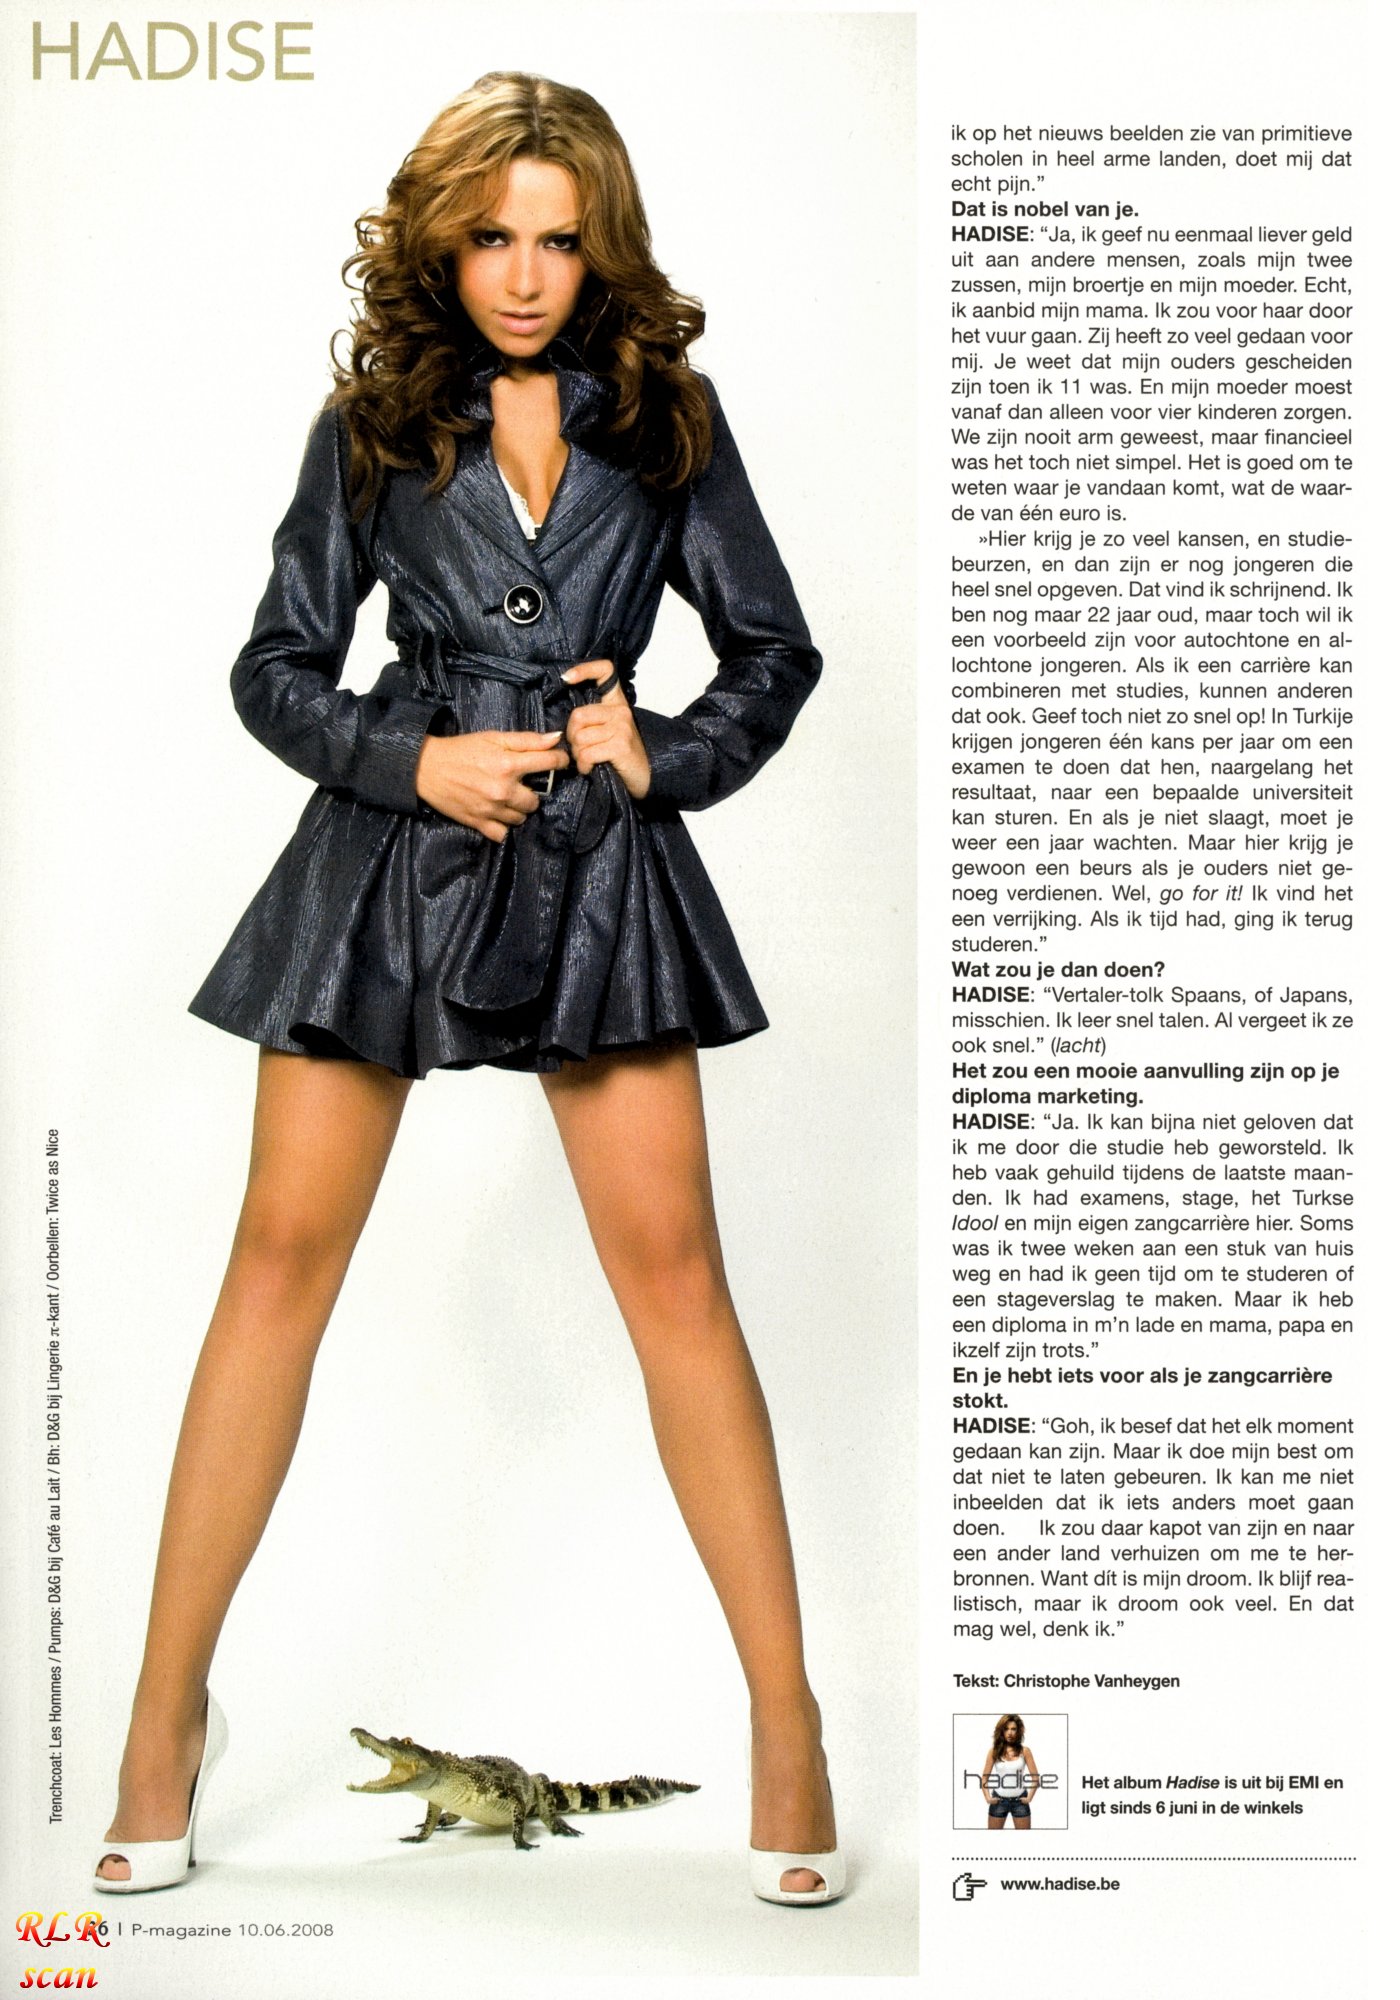 HADISE
ik op het nieuws beelden zie van primitieve
scholen in heel arme landen, doet mij dat
echt pijn.”
Dat is nobel van je.
HADISE: “Ja, ik geef nu eenmaal liever geld
uit aan andere mensen, zoals mijn twee
zussen, mijn broertje en mijn moeder. Echt,
ik aanbid mijn mama. Ik zou voor haar door
het vuur gaan. Zij heeft zo veel gedaan voor
mij. Je weet dat mijn ouders gescheiden
zijn toen ik 11 was. En mijn moeder moest
vanaf dan alleen voor vier kinderen zorgen.
We zijn nooit arm geweest, maar financieel
was het toch niet simpel. Het is goed om te
weten waar je vandaan komt, wat de waar-
de van één euro is.
»Hier krijg je zo veel kansen, en studie-
beurzen, en dan zijn er nog jongeren die
heel snel opgeven. Dat vind ik schrijnend. Ik
ben nog maar 22 jaar oud, maar toch wil ik
een voorbeeld zijn voor autochtone en al-
lochtone jongeren. Als ik een carrière kan
combineren met studies, kunnen anderen
dat ook. Geef toch niet zo snel op! In Turkije
krijgen jongeren één kans per jaar om een
examen te doen dat hen, naargelang het
resultaat, naar een bepaalde universiteit
kan sturen. En als je niet slaagt, moet je
weer een jaar wachten. Maar hier krijg je
gewoon een beurs als je ouders niet ge-
noeg verdienen. Wel, go for it! Ik vind het
een verrijking. Als ik tijd had, ging ik terug
studeren.”
Wat zou je dan doen?
HADISE: “Vertaler-tolk Spaans, of Japans,
misschien. Ik leer snel talen. Al vergeet ik ze
ook snel.” (lacht)
Het zou een mooie aanvulling zijn op je
diploma marketing.
HADISE: “Ja. Ik kan bijna niet geloven dat
ik me door die studie heb geworsteld. Ik
heb vaak gehuild tijdens de laatste maan-
den. Ik had examens, stage, het Turkse
Idool en mijn eigen zangcarrière hier. Soms
was ik twee weken aan een stuk van huis
weg en had ik geen tijd om te studeren of
een stageverslag te maken. Maar ik heb
een diploma in m’n lade en mama, papa en
ikzelf zijn trots.”
En je hebt iets voor als je zangcarrière
stokt.
HADISE: “Goh, ik besef dat het elk moment
gedaan kan zijn. Maar ik doe mijn best om
dat niet te laten gebeuren. Ik kan me niet
inbeelden dat ik iets anders moet gaan
doen. Ik zou daar kapot van zijn en naar
een ander land verhuizen om me te her-
bronnen. Want dít is mijn droom. Ik blijf rea-
listisch, maar ik droom ook veel. En dat
mag wel, denk ik.”
Tekst: Christophe Vanheygen
hadise
Het album Hadise is uit bij EMI en
ligt sinds 6 juni in de winkels
www.hadise.be
Trenchcoat: Les Hommes / Pumps: D&G bij Café au Lait / Bh: D&G bij Lingerie π-kant / Oorbellen: Twice as Nice
36 | P-magazine 10.06.2008
RLR
scan